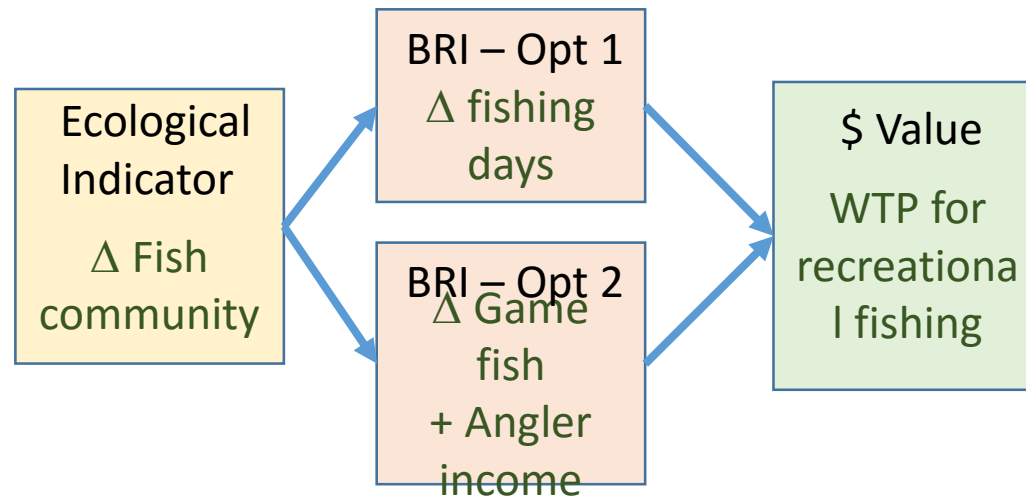 Ecological
Indicator
Δ Fish
community
BRI – Opt 1
Δ fishing
days
BRI – Opt 2
Δ Game
fish
+ Angler
income
$ Value
WTP for
recreationa
l fishing